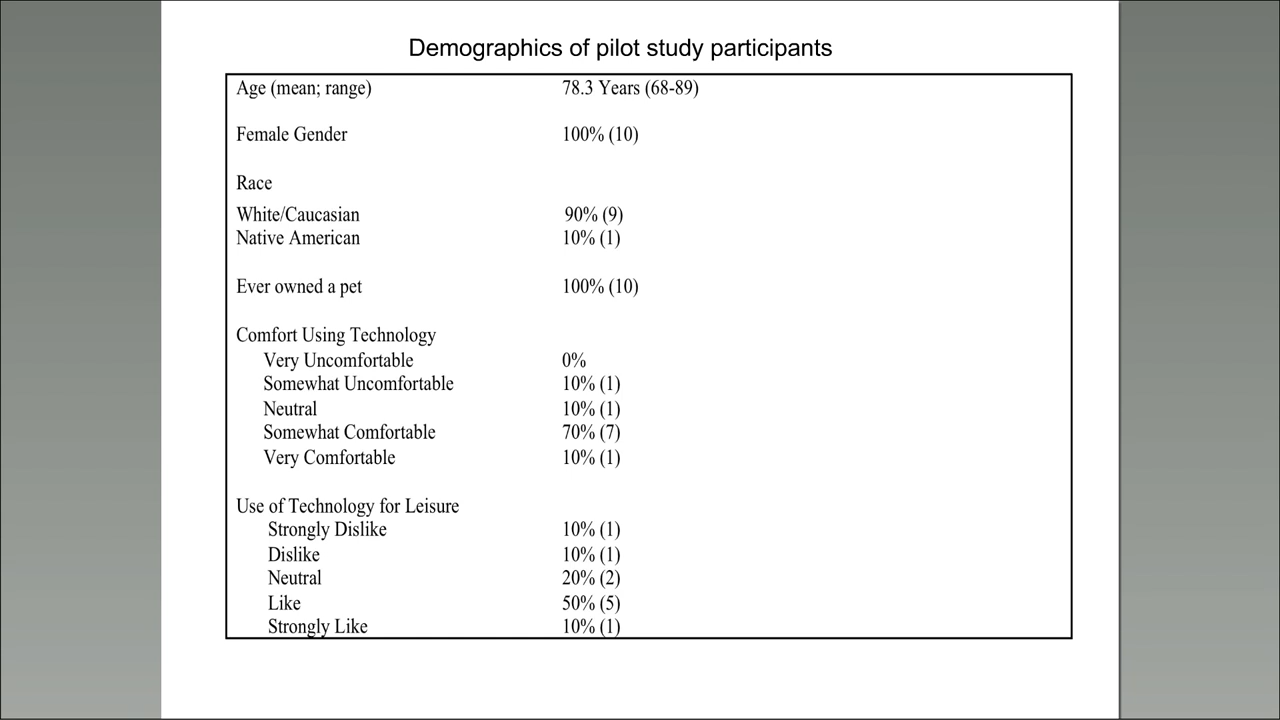 Demographics of pilot study participants
Age (mean; range) 78.3 Years (68-89)
Female Gender 100% (10)
Race
White/Caucasian 90% (9)
Native American 10% (1)
Ever owned a pet 100% (10)
Comfort Using Technology
Very Uncomfortable 0%
Somewhat Uncomfortable 10% (1)
Neutral 10% (1)
Somewhat Comfortable 70% (7)
Very Comfortable 10% (1)
Use of Technology for Leisure
Strongly Dislike 10% (1)
Dislike 10% (1)
Neutral 20% (2)
Like 50% (5)
Strongly Like 10% (1)